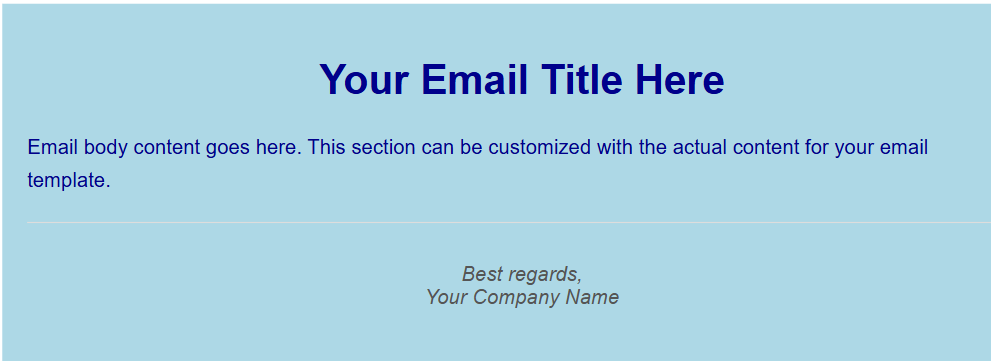 Your Email Title Here
Email body content goes here. This section can be customized with the actual content for your email
template.
Best regards,
Your Company Name